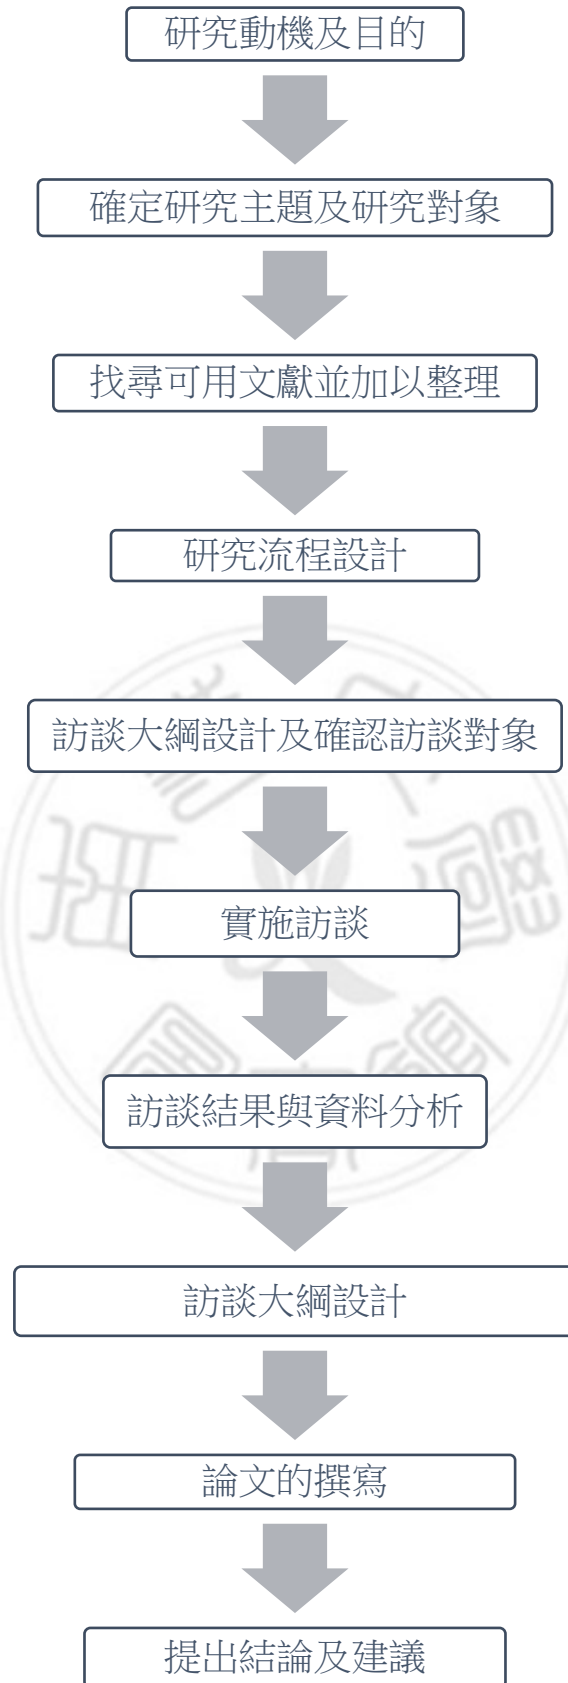 研究動機及目的
確定研究主題及研究對象
找尋可用文獻並加以整理
研究流程設計
訪談大綱設計及確認訪談對象
實施訪談
訪談結果與資料分析
訪談大綱設計
論文的撰寫
提出結論及建議